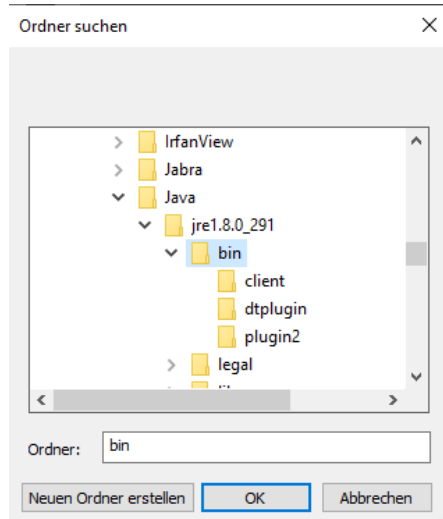 Ordner suchen
IrfanView
Jabra
Java
jre1.8.0_291
bin
client
dtplugin
plugin2
legal
Ordner:
bin
Neuen Ordner erstellen
OK
Abbrechen